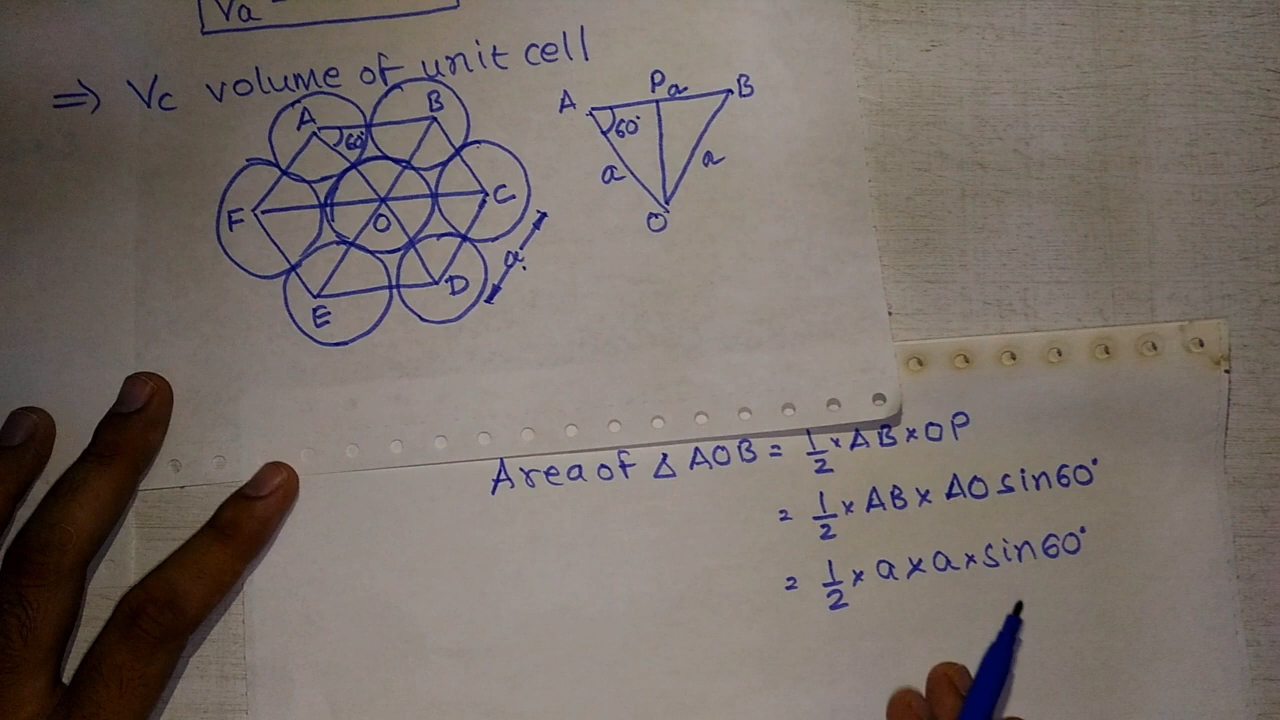 Va
⇒ Vc volume of unit cell
A B
60°
F O C
E D
a
A P a B
60°
a a
O
Area of △ AOB = 1/2 × AB × OP
= 1/2 × AB × AO sin60°
= 1/2 × a × a × sin60°